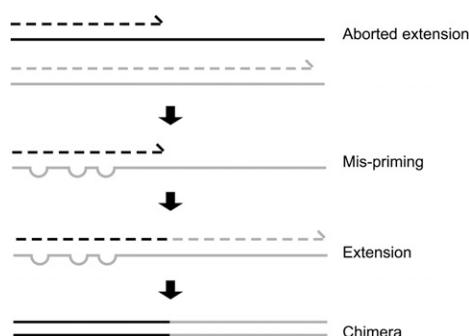 Aborted extension
Mis-priming
Extension
Chimera